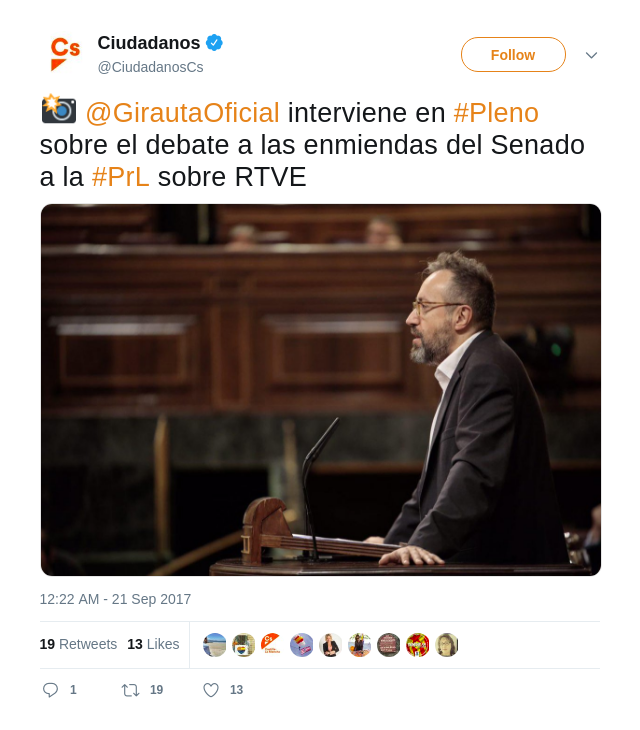 Cs
Ciudadanos
@CiudadanosCs
Follow
@GirautaOficial interviene en #Pleno
sobre el debate a las enmiendas del Senado
a la #PrL sobre RTVE
12:22 AM - 21 Sep 2017
19 Retweets 13 Likes
1 19 13